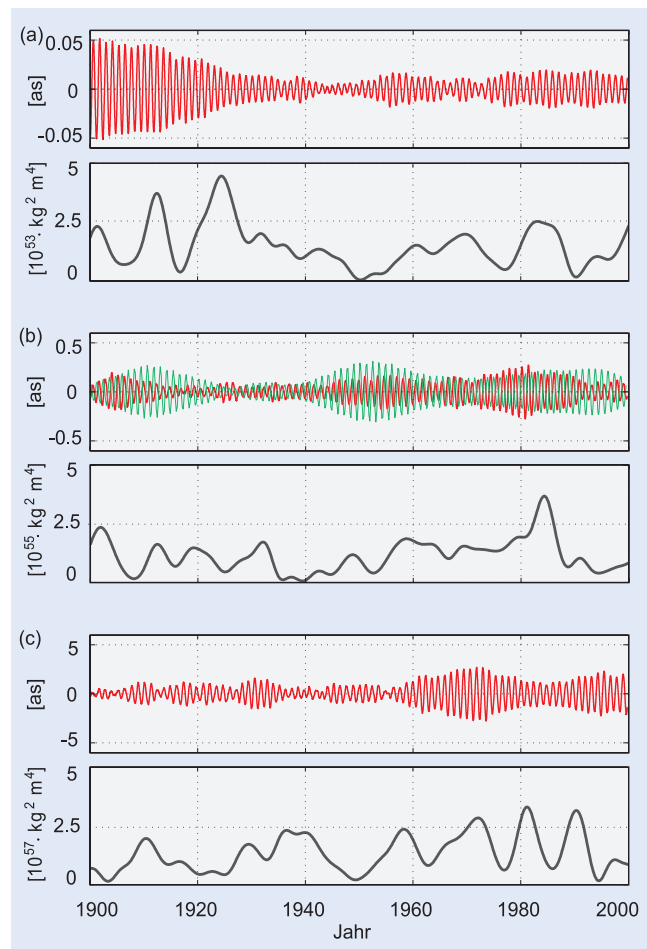 (a)
0.05
0
-0.05
[as]
5
2.5
0
[10⁵³· kg² m⁴]
(b)
0.5
0
-0.5
[as]
5
2.5
0
[10⁵⁵· kg² m⁴]
(c)
5
0
-5
[as]
5
2.5
0
[10⁵⁷· kg² m⁴]
1900 1920 1940 1960 1980 2000
Jahr